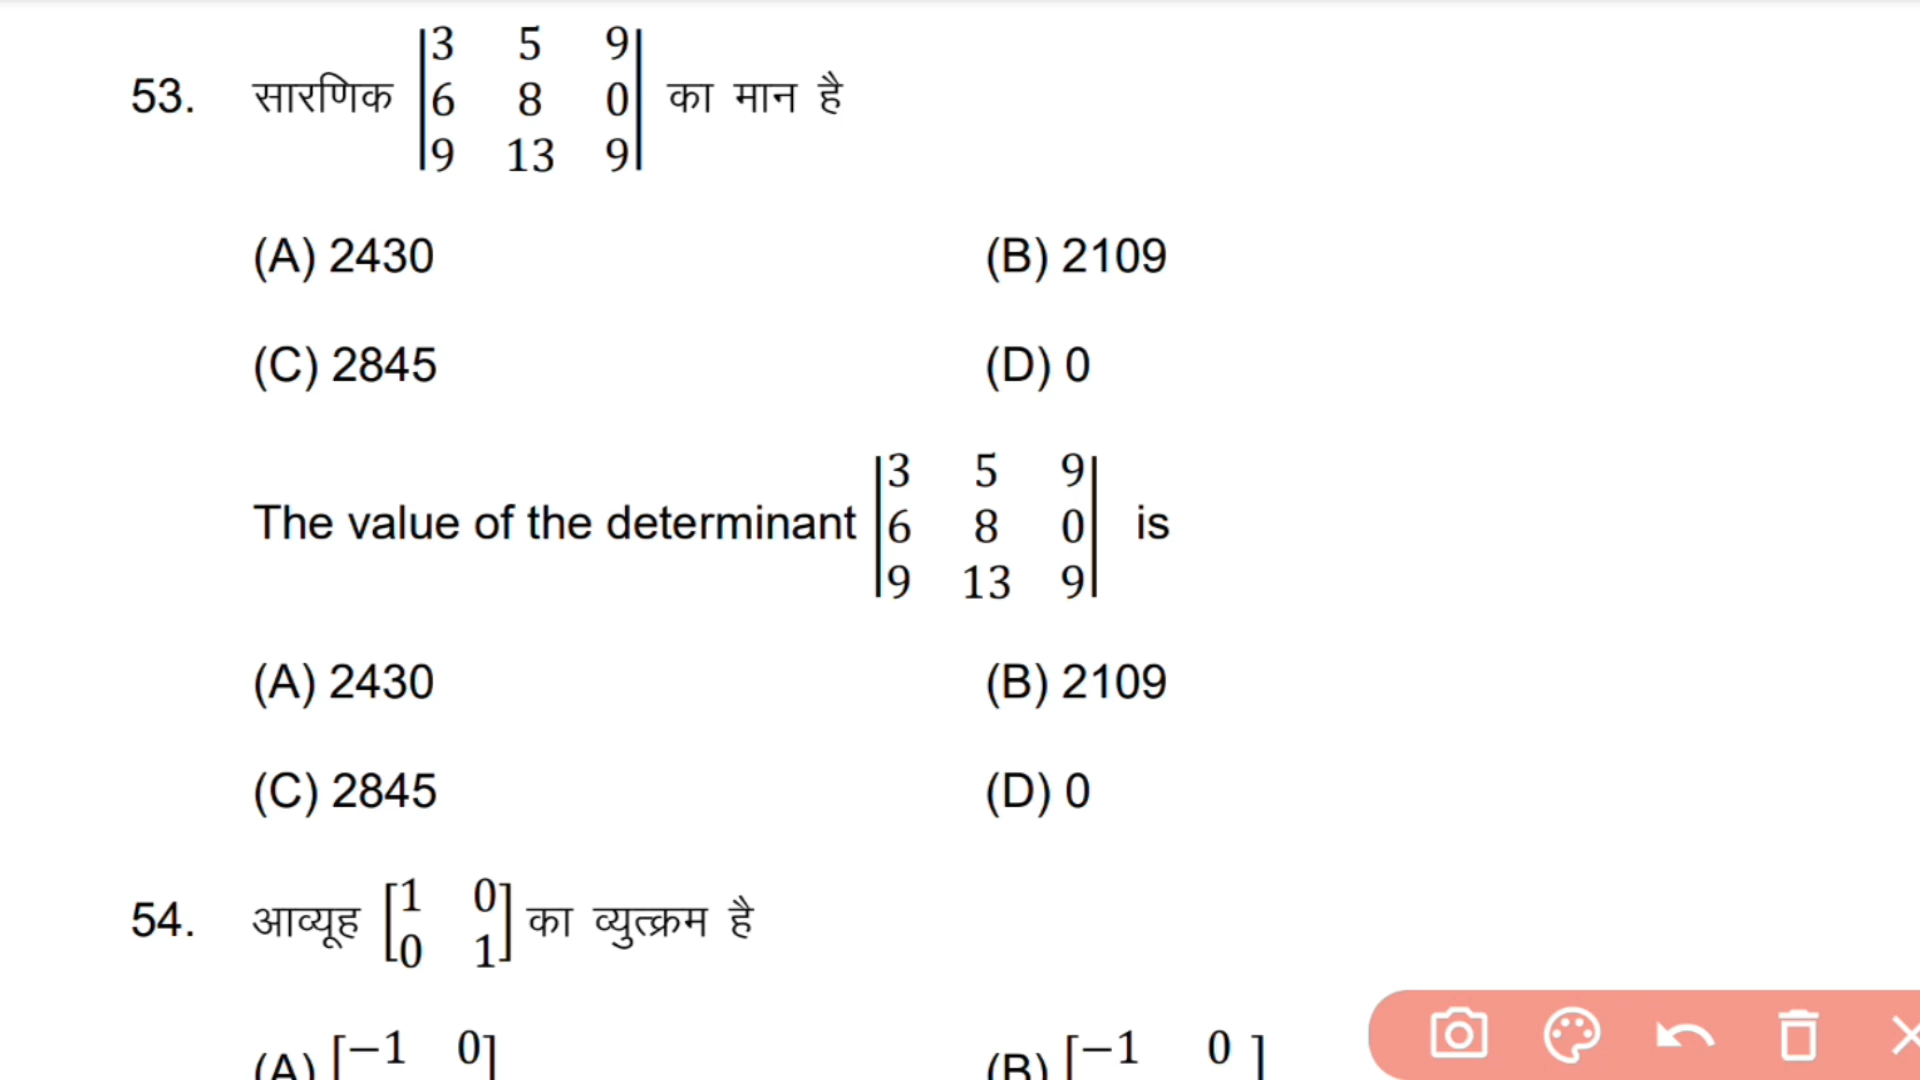 53. सारणिक |3 5 9| का मान है
|6 8 0|
|9 13 9|
(A) 2430 (B) 2109
(C) 2845 (D) 0
The value of the determinant |3 5 9| is
|6 8 0|
|9 13 9|
(A) 2430 (B) 2109
(C) 2845 (D) 0
54. आव्यूह [1 0] का व्युत्क्रम है
[0 1]
(A) [−1 0] (B) [−1 0]